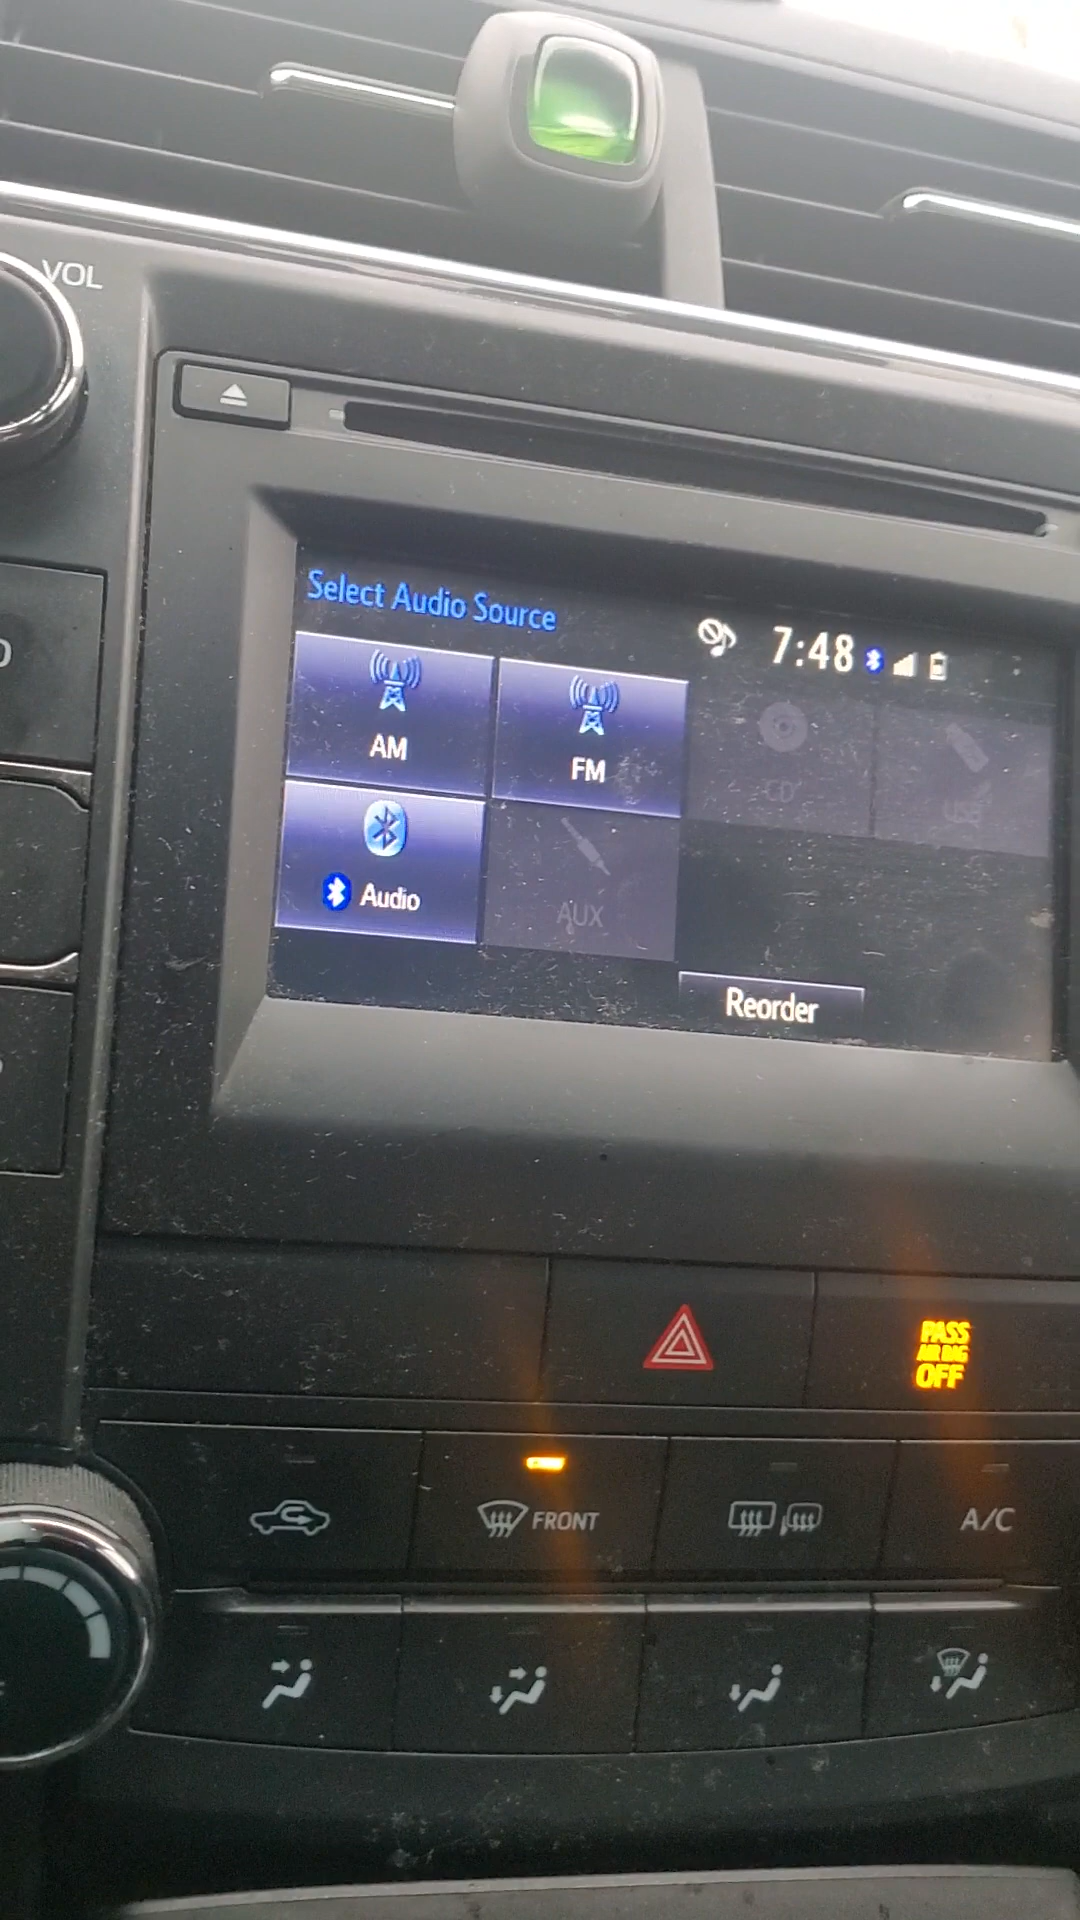 VOL
Select Audio Source
7:48
AM
FM
CD
USB
Audio
AUX
Reorder
PASS
AIR BAG
OFF
FRONT
A/C